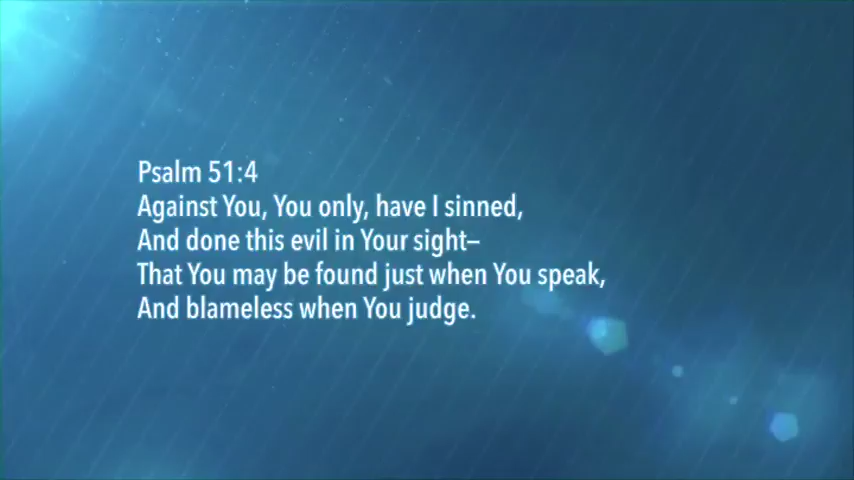 Psalm 51:4
Against You, You only, have I sinned,
And done this evil in Your sight–
That You may be found just when You speak,
And blameless when You judge.